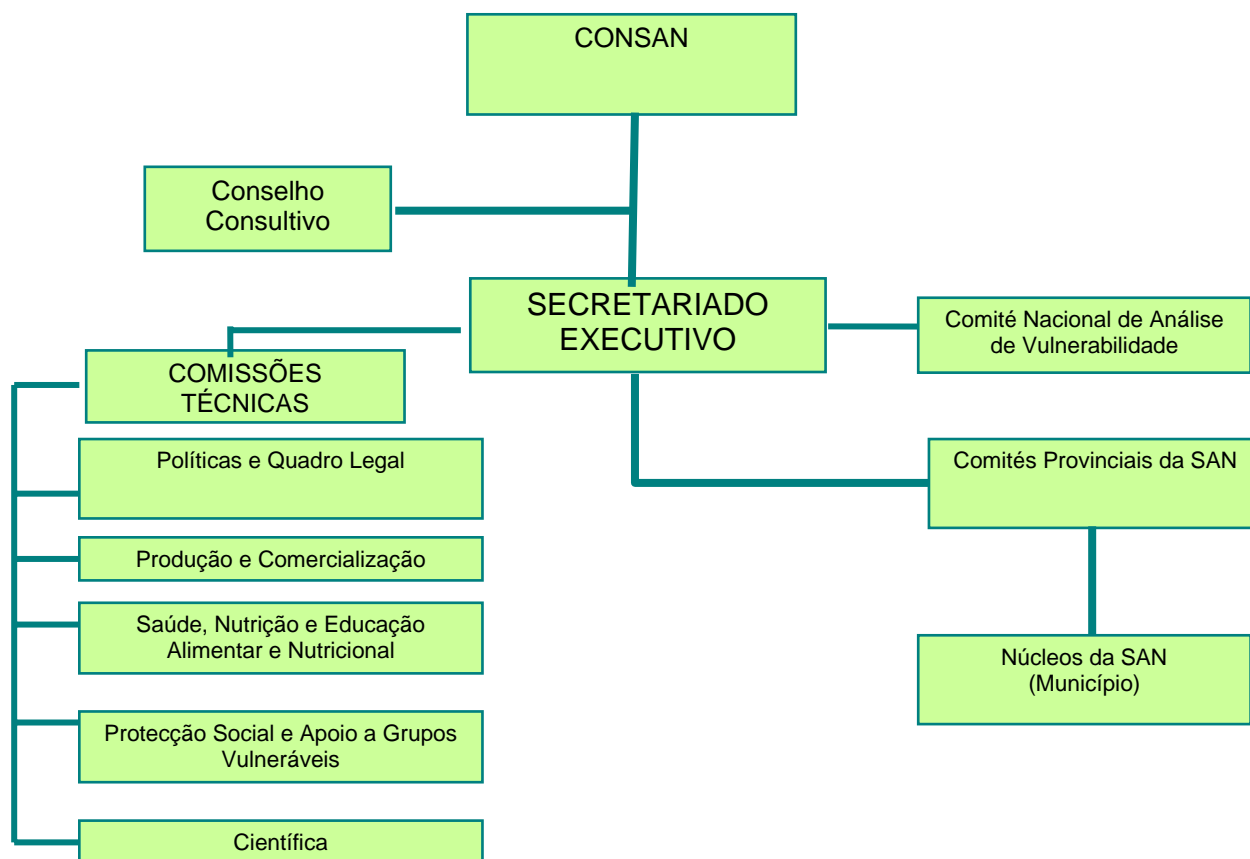 CONSAN
Conselho
Consultivo
SECRETARIADO
EXECUTIVO
Comité Nacional de Análise
de Vulnerabilidade
COMISSÕES
TÉCNICAS
Políticas e Quadro Legal
Comités Provinciais da SAN
Produção e Comercialização
Saúde, Nutrição e Educação
Alimentar e Nutricional
Núcleos da SAN
(Município)
Protecção Social e Apoio a Grupos
Vulneráveis
Científica